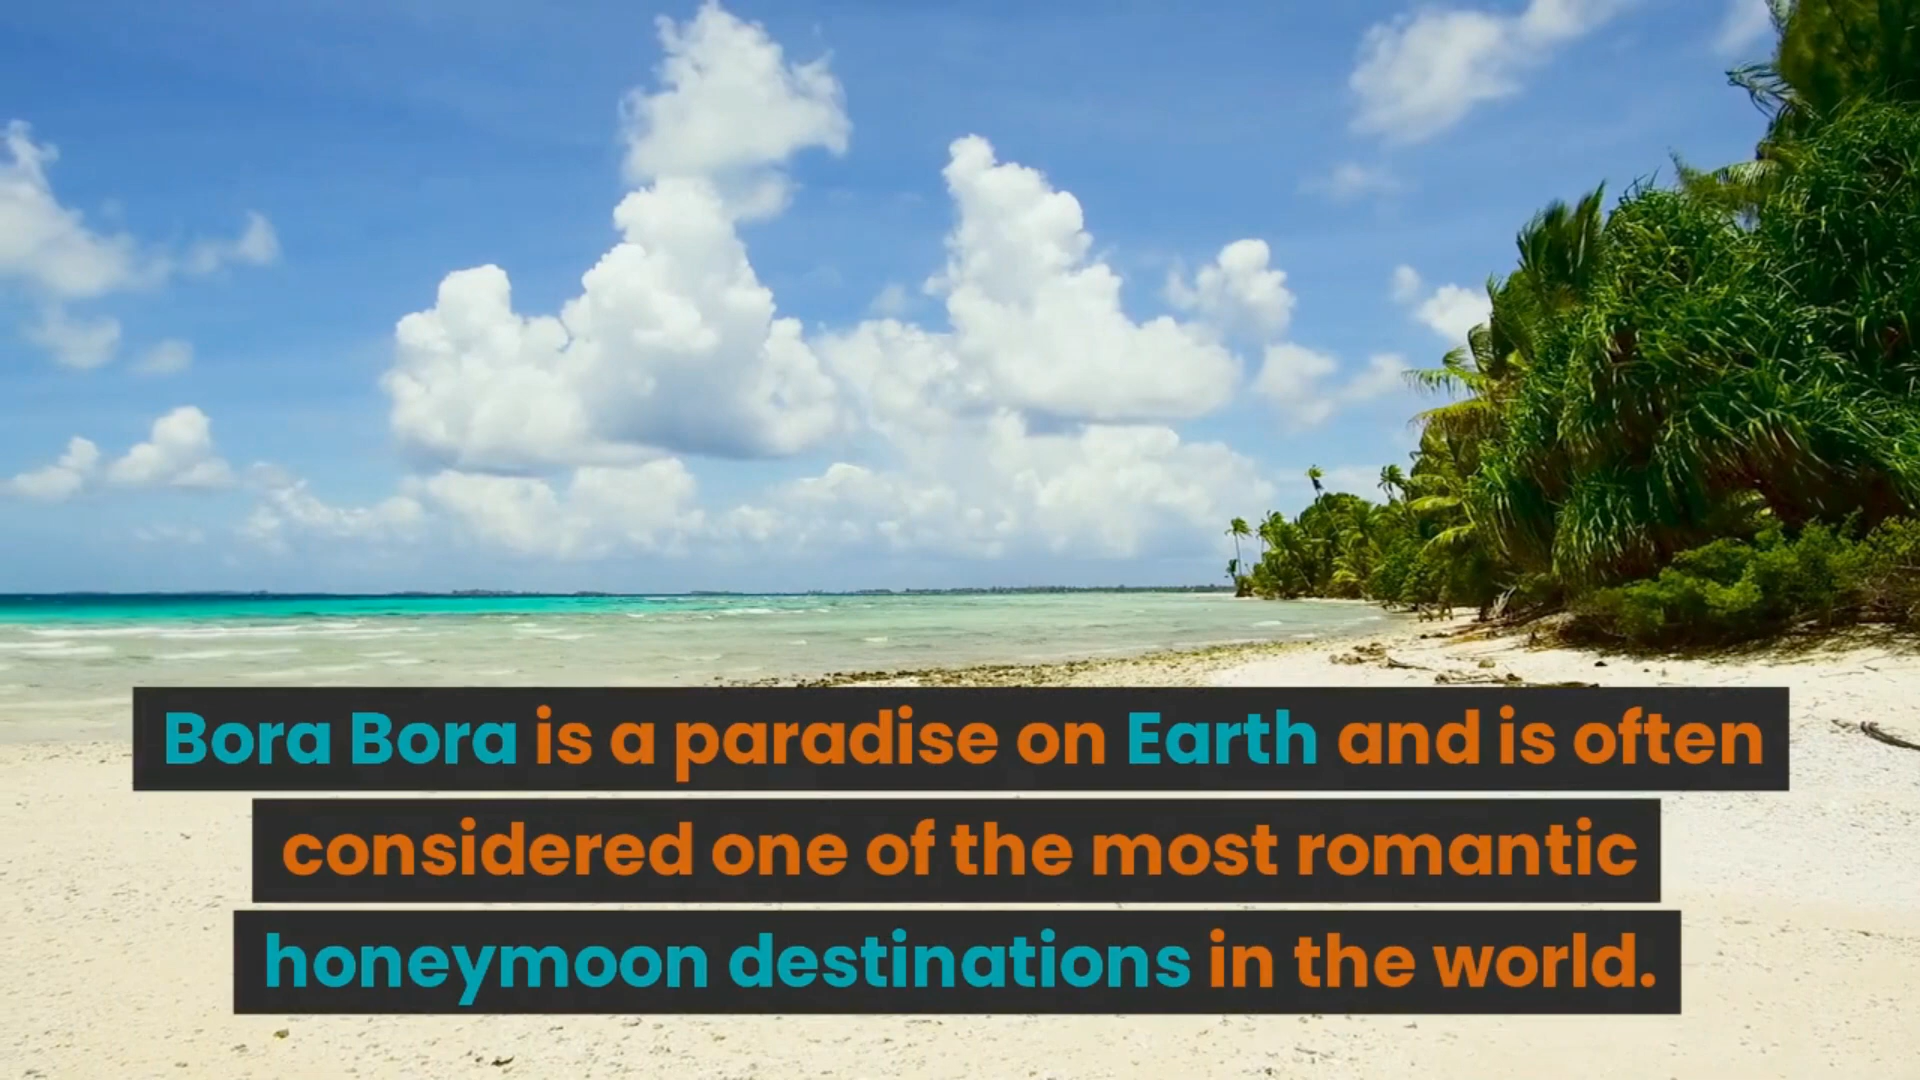 Bora Bora is a paradise on Earth and is often
considered one of the most romantic
honeymoon destinations in the world.